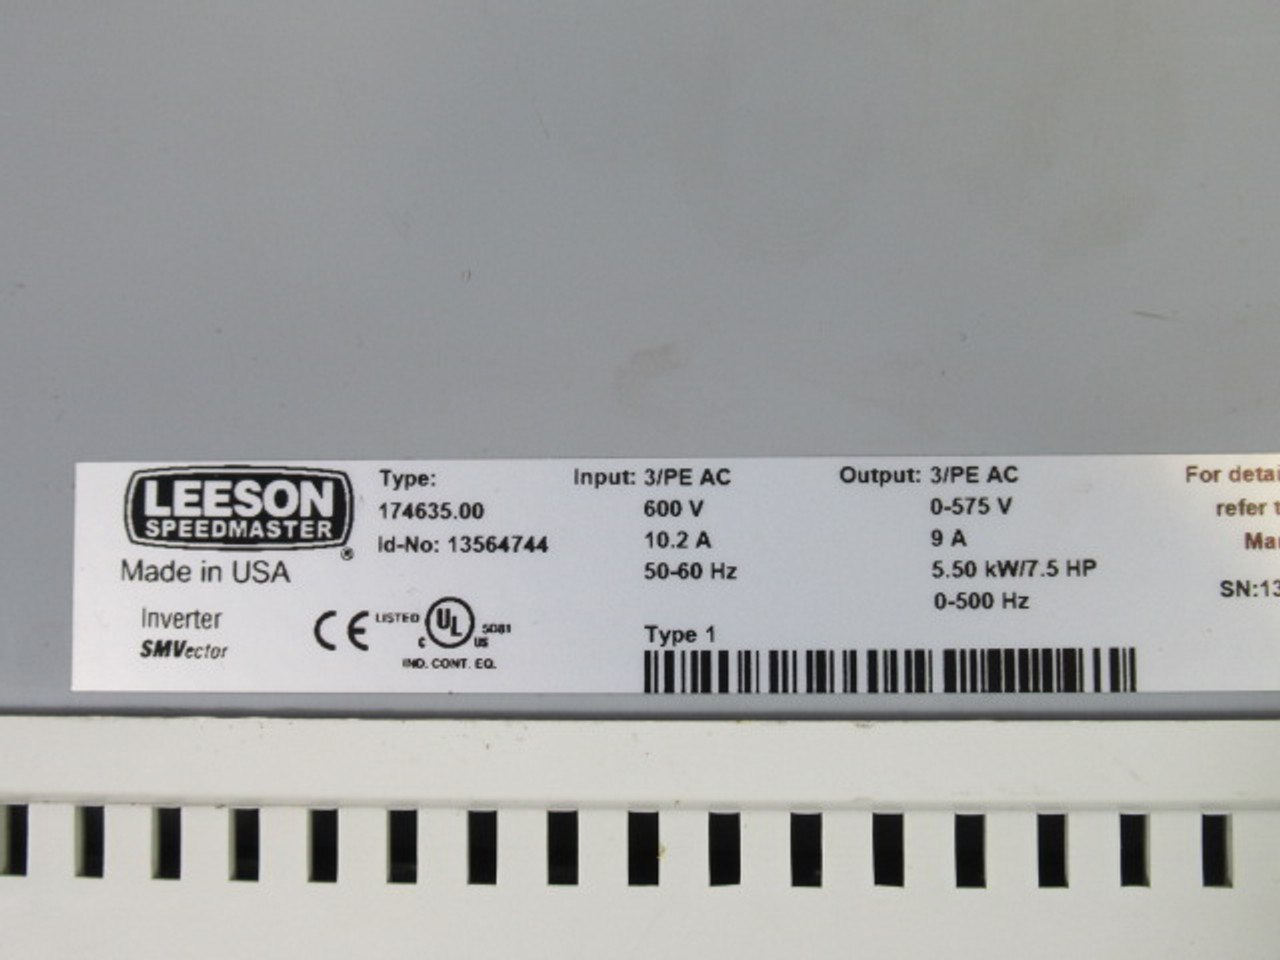 LEESON
SPEEDMASTER
®
Made in USA
Inverter
SMVector
Type:
174635.00
Id-No: 13564744
CE
LISTED
UL
C
US
5D81
IND. CONT. EQ.
Input: 3/PE AC
600 V
10.2 A
50-60 Hz
Type 1
Output: 3/PE AC
0-575 V
9 A
5.50 kW/7.5 HP
0-500 Hz
For detai
refer t
Ma
SN:13